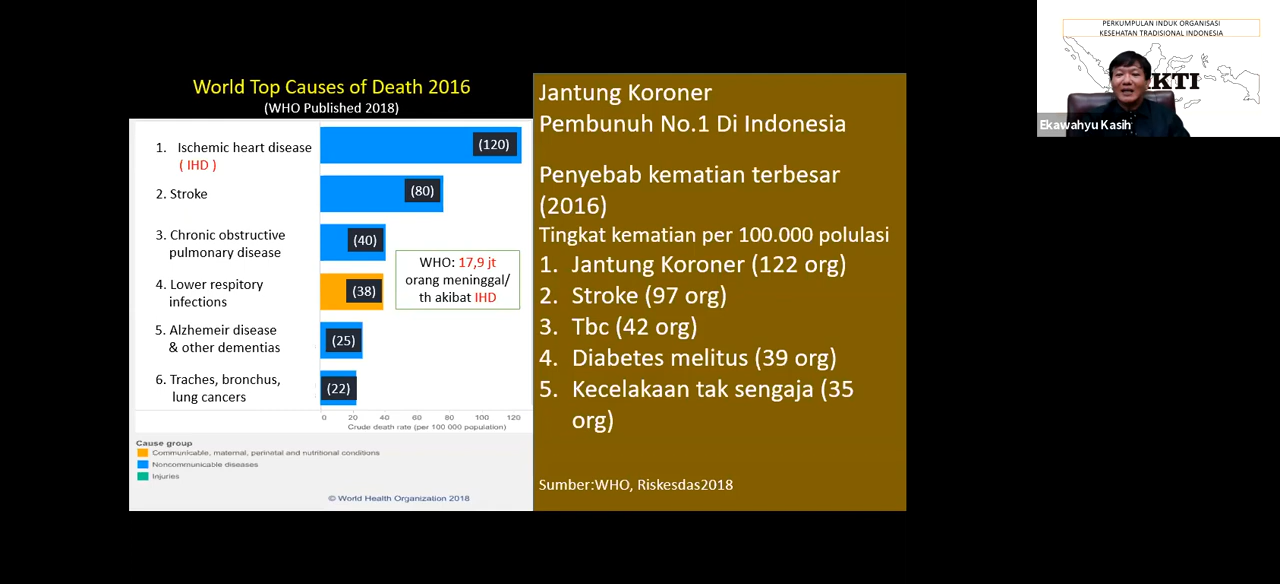 World Top Causes of Death 2016
(WHO Published 2018)
1. Ischemic heart disease
( IHD )
(120)
2. Stroke
(80)
3. Chronic obstructive
pulmonary disease
(40)
4. Lower respitory
infections
(38)
5. Alzhemeir disease
& other dementias
(25)
6. Traches, bronchus,
lung cancers
(22)
WHO: 17,9 jt
orang meninggal/
th akibat IHD
0 20 40 60 80 100 120
Crude death rate (per 100 000 population)
Cause group
Communicable, maternal, perinatal and nutritional conditions
Noncommunicable diseases
Injuries
© World Health Organization 2018
Jantung Koroner
Pembunuh No.1 Di Indonesia
Penyebab kematian terbesar
(2016)
Tingkat kematian per 100.000 polulasi
1. Jantung Koroner (122 org)
2. Stroke (97 org)
3. Tbc (42 org)
4. Diabetes melitus (39 org)
5. Kecelakaan tak sengaja (35
org)
Sumber:WHO, Riskesdas2018
PERKUMPULAN INDUK ORGANISASI
KESEHATAN TRADISIONAL INDONESIA
KTI
Ekawahyu Kasih